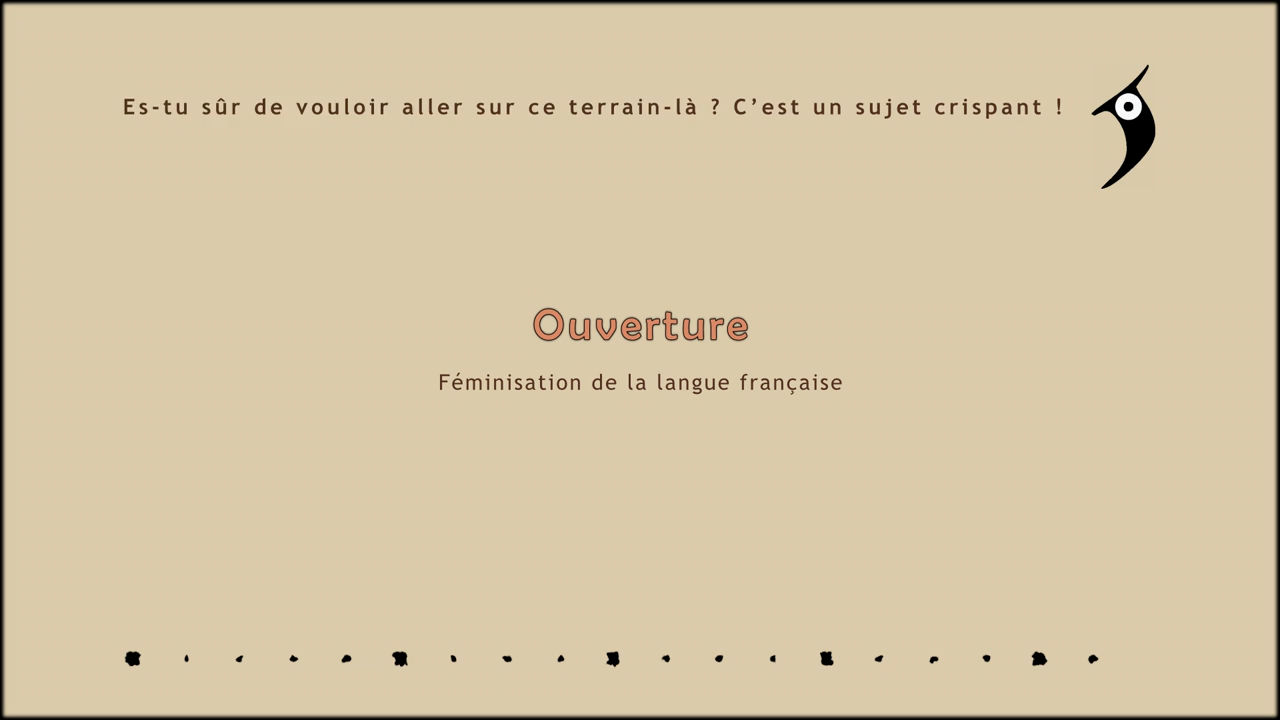 Es-tu sûr de vouloir aller sur ce terrain-là ? C’est un sujet crispant !
Ouverture
Féminisation de la langue française